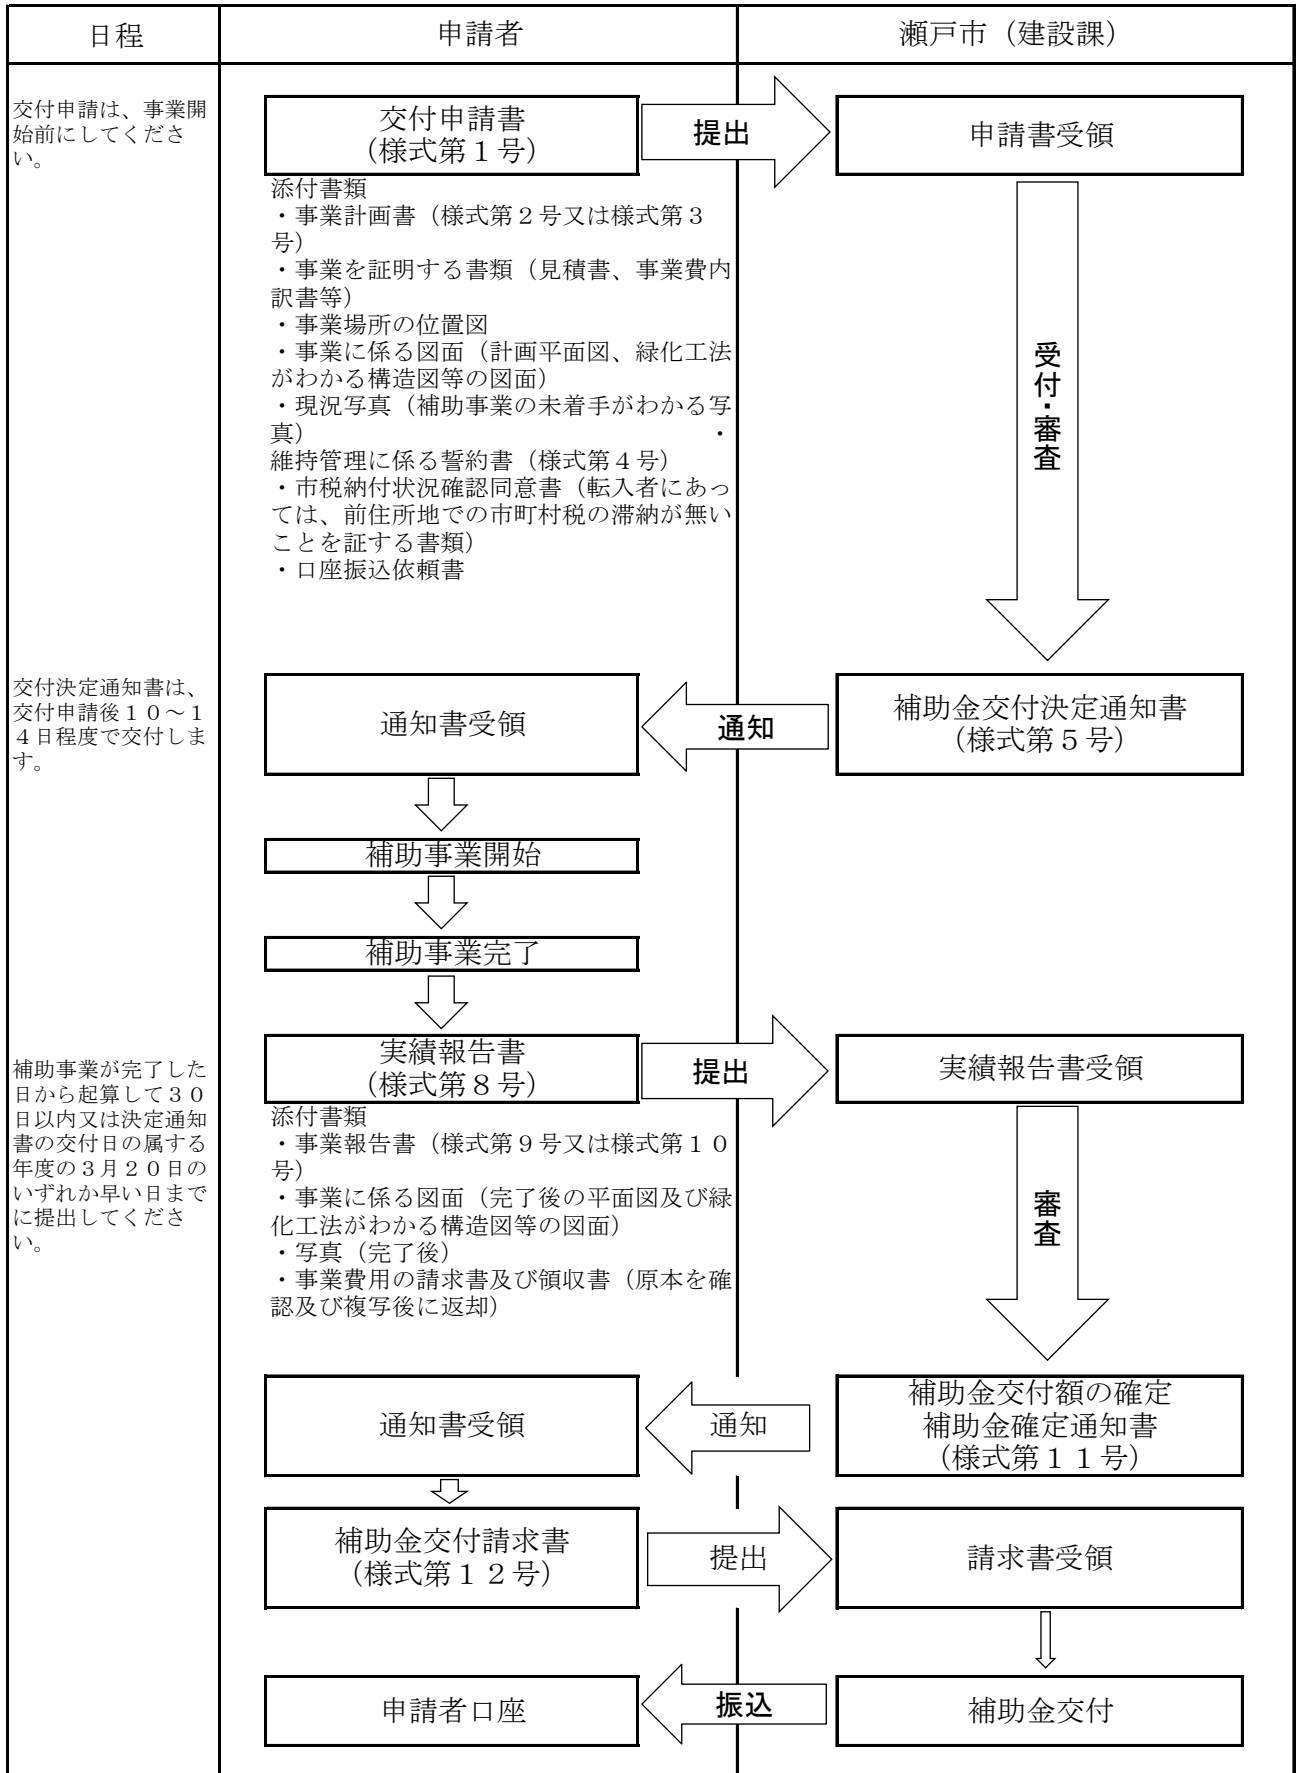 日程
申請者
瀬戸市（建設課）
交付申請は、事業開
始前にしてくださ
い。
交付申請書
（様式第１号）
提出
申請書受領
添付書類
・事業計画書（様式第２号又は様式第３
号）
・事業を証明する書類（見積書、事業費内
訳書等）
・事業場所の位置図
・事業に係る図面（計画平面図、緑化工法
がわかる構造図等の図面）
・現況写真（補助事業の未着手がわかる写
真） ・
維持管理に係る誓約書（様式第４号）
・市税納付状況確認同意書（転入者にあっ
ては、前住所地での市町村税の滞納が無い
ことを証する書類）
・口座振込依頼書
受付・審査
交付決定通知書は、
交付申請後１０～１
４日程度で交付しま
す。
通知書受領
通知
補助金交付決定通知書
（様式第５号）
補助事業開始
補助事業完了
補助事業が完了した
日から起算して３０
日以内又は決定通知
書の交付日の属する
年度の３月２０日の
いずれか早い日まで
に提出してくださ
い。
実績報告書
（様式第８号）
提出
実績報告書受領
添付書類
・事業報告書（様式第９号又は様式第１０
号）
・事業に係る図面（完了後の平面図及び緑
化工法がわかる構造図等の図面）
・写真（完了後）
・事業費用の請求書及び領収書（原本を確
認及び複写後に返却）
審査
通知書受領
通知
補助金交付額の確定
補助金確定通知書
（様式第１１号）
補助金交付請求書
（様式第１２号）
提出
請求書受領
申請者口座
振込
補助金交付